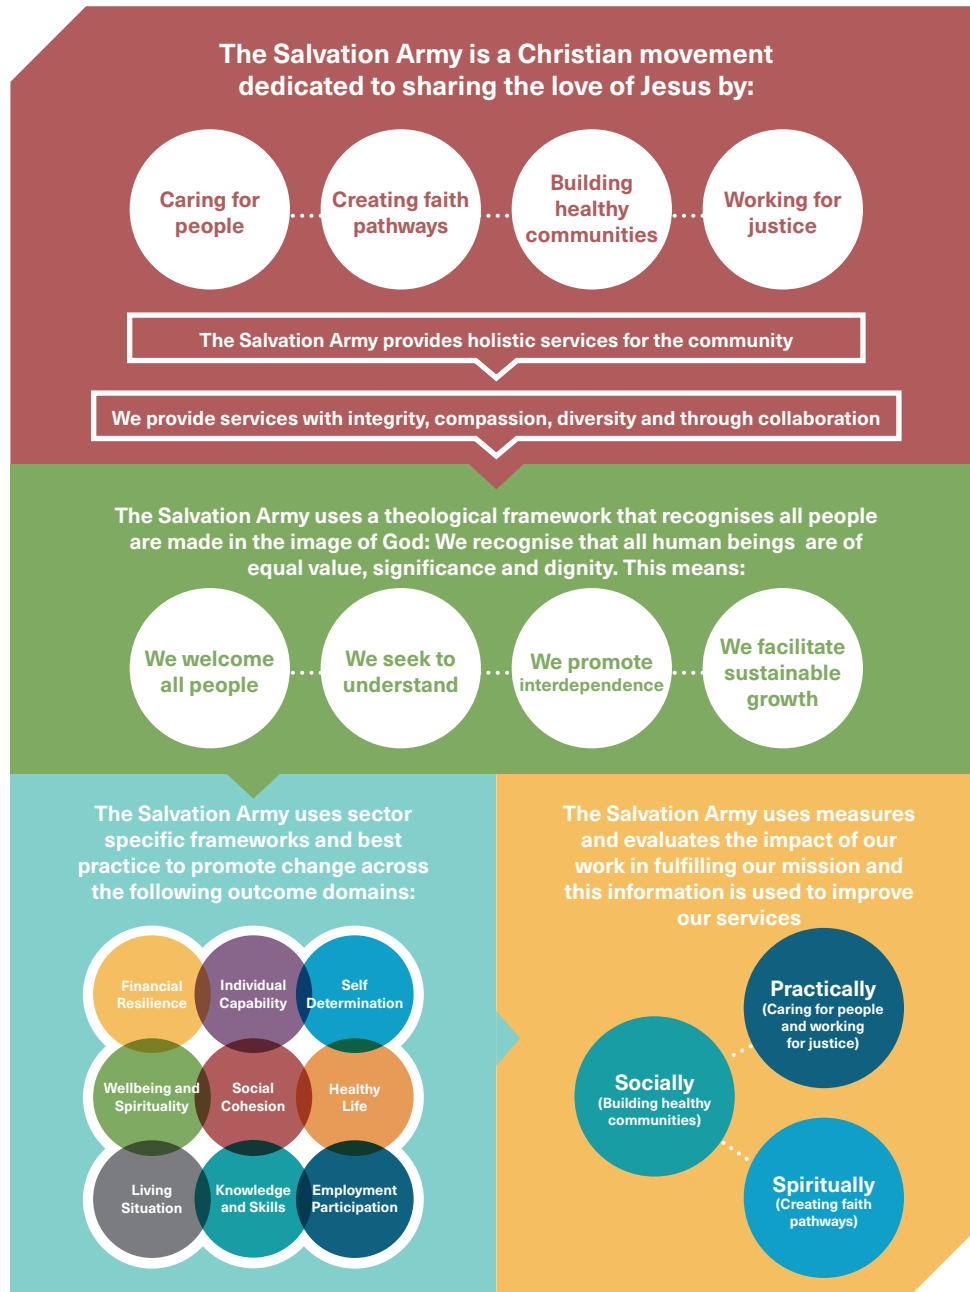 The Salvation Army is a Christian movement
dedicated to sharing the love of Jesus by:
Caring for
people
Creating faith
pathways
Building
healthy
communities
Working for
justice
The Salvation Army provides holistic services for the community
We provide services with integrity, compassion, diversity and through collaboration
The Salvation Army uses a theological framework that recognises all people
are made in the image of God: We recognise that all human beings are of
equal value, significance and dignity. This means:
We welcome
all people
We seek to
understand
We promote
interdependence
We facilitate
sustainable
growth
The Salvation Army uses sector
specific frameworks and best
practice to promote change across
the following outcome domains:
Financial
Resilience
Individual
Capability
Self
Determination
Wellbeing and
Spirituality
Social
Cohesion
Healthy
Life
Living
Situation
Knowledge
and Skills
Employment
Participation
The Salvation Army uses measures
and evaluates the impact of our
work in fulfilling our mission and
this information is used to improve
our services
Practically
(Caring for people
and working
for justice)
Socially
(Building healthy
communities)
Spiritually
(Creating faith
pathways)